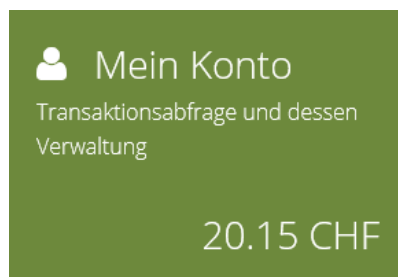 Mein Konto
Transaktionsabfrage und dessen
Verwaltung
20.15 CHF